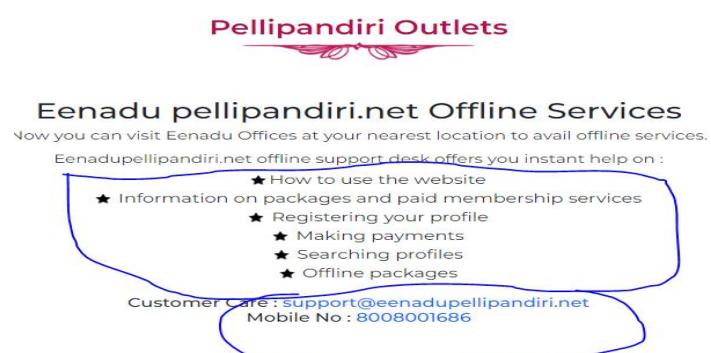 Pellipandiri Outlets
Eenadu pellipandiri.net Offline Services
Now you can visit Eenadu Offices at your nearest location to avail offline services.
Eenadupellipandiri.net offline support desk offers you instant help on :
★ How to use the website
★ Information on packages and paid membership services
★ Registering your profile
★ Making payments
★ Searching profiles
★ Offline packages
Customer Care : support@eenadupellipandiri.net
Mobile No : 8008001686